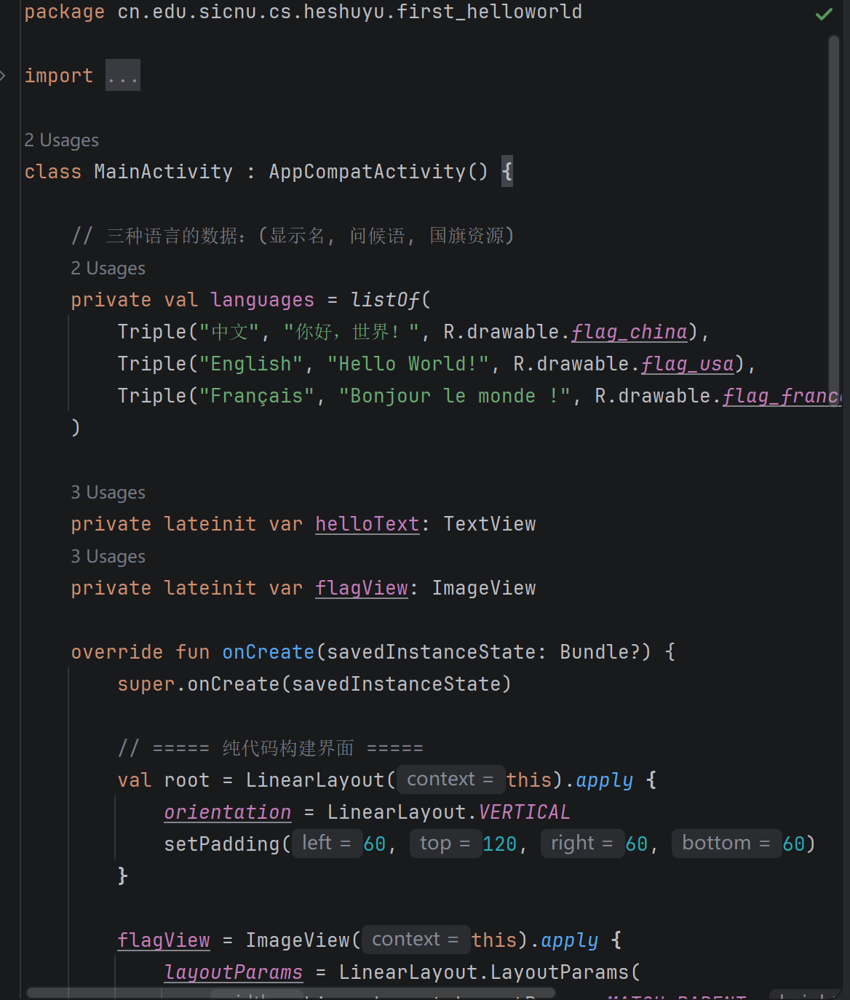 package cn.edu.sicnu.cs.heshuyu.first_helloworld
import ...
2 Usages
class MainActivity : AppCompatActivity() {
// 三种语言的数据：(显示名, 问候语, 国旗资源)
2 Usages
private val languages = listOf(
Triple("中文", "你好，世界！", R.drawable.flag_china),
Triple("English", "Hello World!", R.drawable.flag_usa),
Triple("Français", "Bonjour le monde !", R.drawable.flag_franc
)
3 Usages
private lateinit var helloText: TextView
3 Usages
private lateinit var flagView: ImageView
override fun onCreate(savedInstanceState: Bundle?) {
super.onCreate(savedInstanceState)
// ===== 纯代码构建界面 =====
val root = LinearLayout( context = this).apply {
orientation = LinearLayout.VERTICAL
setPadding( left = 60, top = 120, right = 60, bottom = 60)
}
flagView = ImageView( context = this).apply {
layoutParams = LinearLayout.LayoutParams(